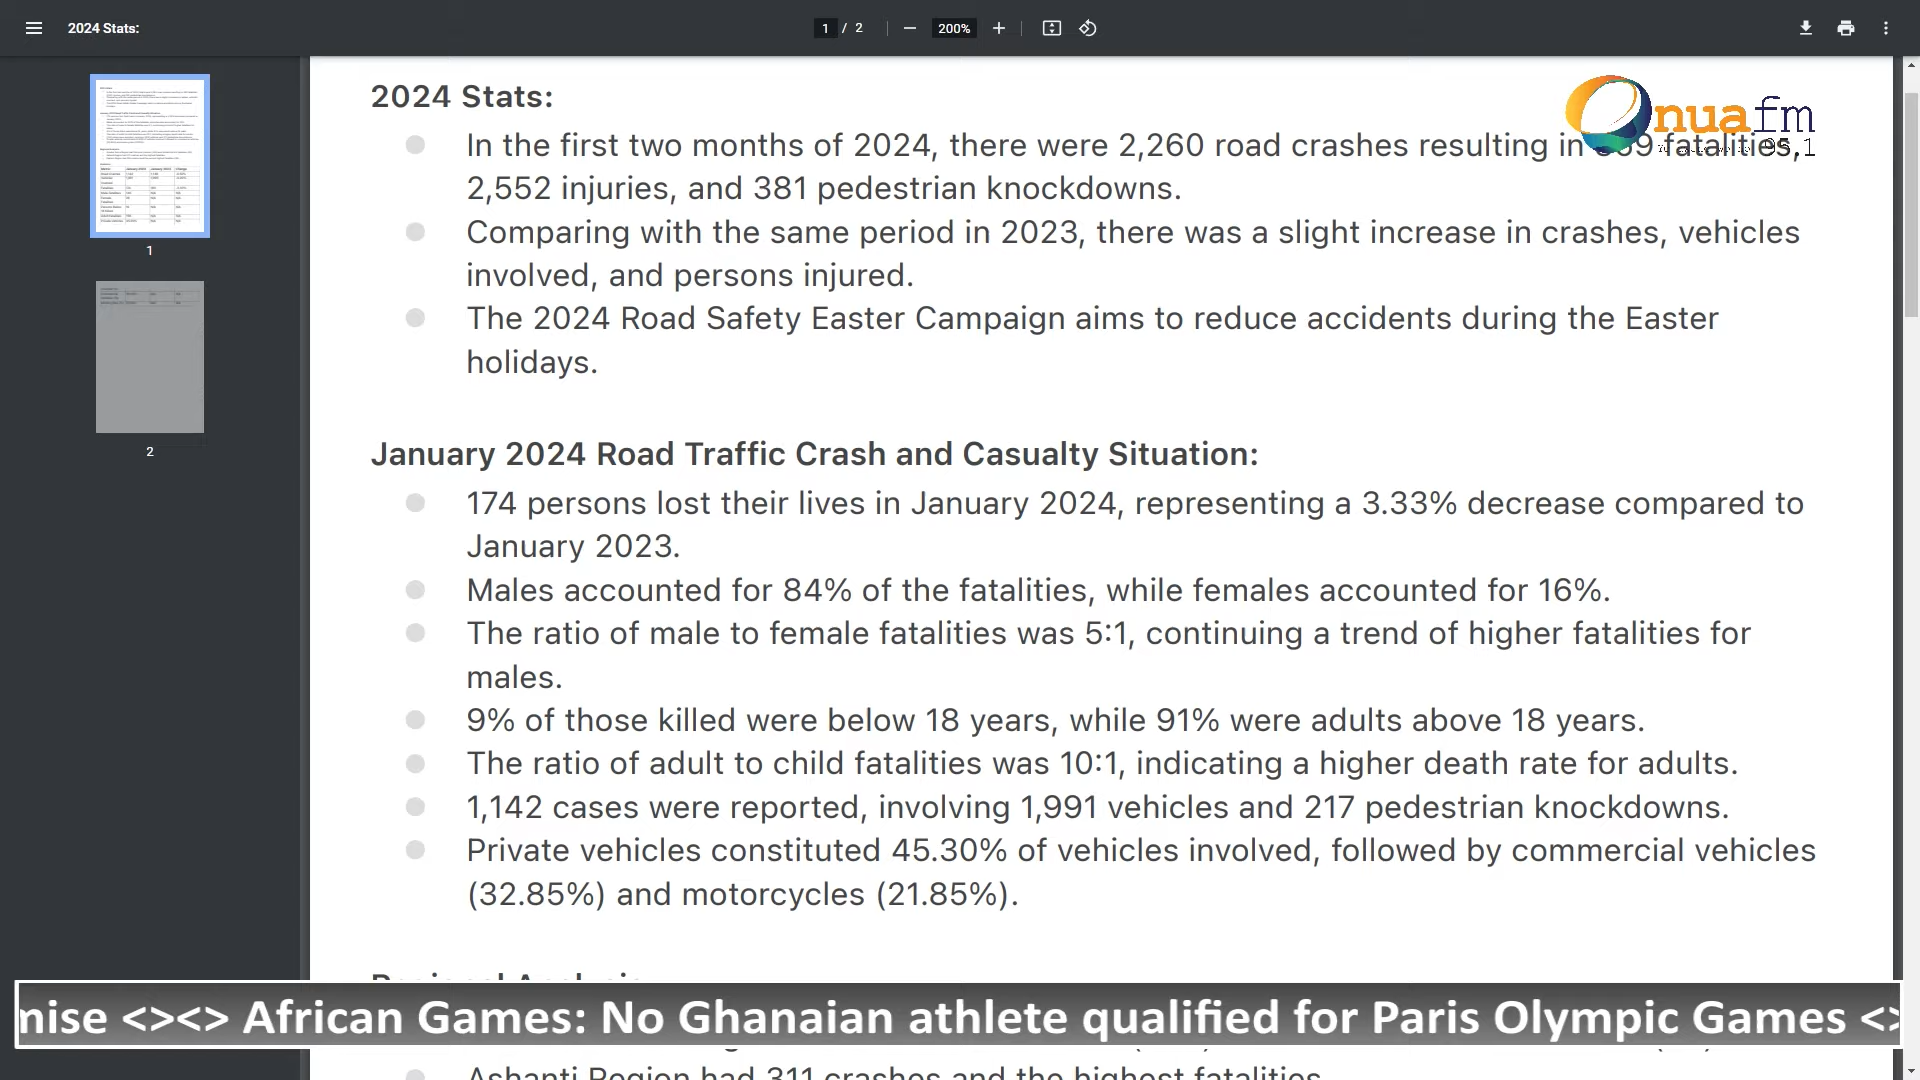 2024 Stats:
1 / 2
200%
1
2
2024 Stats:
In the first two months of 2024, there were 2,260 road crashes resulting in fatalities,
2,552 injuries, and 381 pedestrian knockdowns.
Comparing with the same period in 2023, there was a slight increase in crashes, vehicles
involved, and persons injured.
The 2024 Road Safety Easter Campaign aims to reduce accidents during the Easter
holidays.
nua fm
95.1
January 2024 Road Traffic Crash and Casualty Situation:
174 persons lost their lives in January 2024, representing a 3.33% decrease compared to
January 2023.
Males accounted for 84% of the fatalities, while females accounted for 16%.
The ratio of male to female fatalities was 5:1, continuing a trend of higher fatalities for
males.
9% of those killed were below 18 years, while 91% were adults above 18 years.
The ratio of adult to child fatalities was 10:1, indicating a higher death rate for adults.
1,142 cases were reported, involving 1,991 vehicles and 217 pedestrian knockdowns.
Private vehicles constituted 45.30% of vehicles involved, followed by commercial vehicles
(32.85%) and motorcycles (21.85%).
nise <><> African Games: No Ghanaian athlete qualified for Paris Olympic Games <>
Ashanti Region had 311 crashes and the highest fatalities